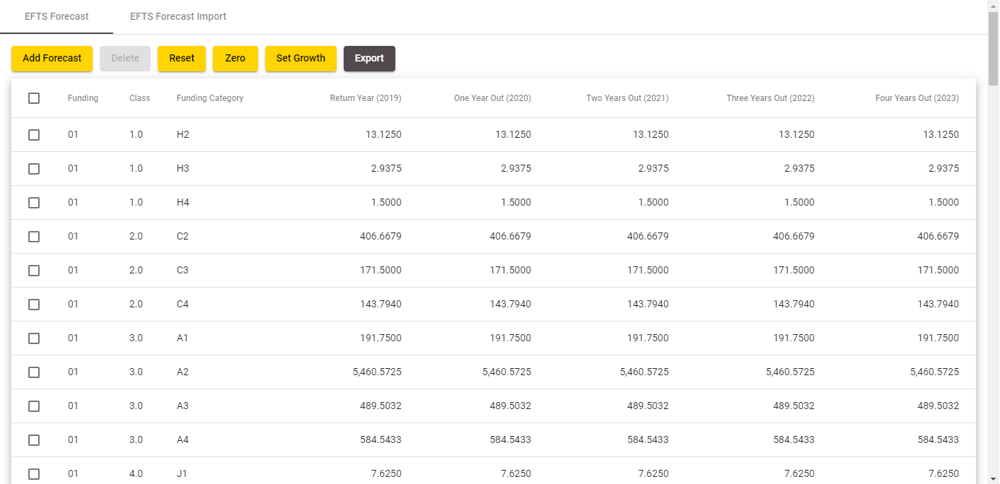 EFTS Forecast EFTS Forecast Import
Add Forecast Delete Reset Zero Set Growth Export
Funding Class Funding Category Return Year (2019) One Year Out (2020) Two Years Out (2021) Three Years Out (2022) Four Years Out (2023)
01 1.0 H2 13.1250 13.1250 13.1250 13.1250 13.1250
01 1.0 H3 2.9375 2.9375 2.9375 2.9375 2.9375
01 1.0 H4 1.5000 1.5000 1.5000 1.5000 1.5000
01 2.0 C2 406.6679 406.6679 406.6679 406.6679 406.6679
01 2.0 C3 171.5000 171.5000 171.5000 171.5000 171.5000
01 2.0 C4 143.7940 143.7940 143.7940 143.7940 143.7940
01 3.0 A1 191.7500 191.7500 191.7500 191.7500 191.7500
01 3.0 A2 5,460.5725 5,460.5725 5,460.5725 5,460.5725 5,460.5725
01 3.0 A3 489.5032 489.5032 489.5032 489.5032 489.5032
01 3.0 A4 584.5433 584.5433 584.5433 584.5433 584.5433
01 4.0 J1 7.6250 7.6250 7.6250 7.6250 7.6250